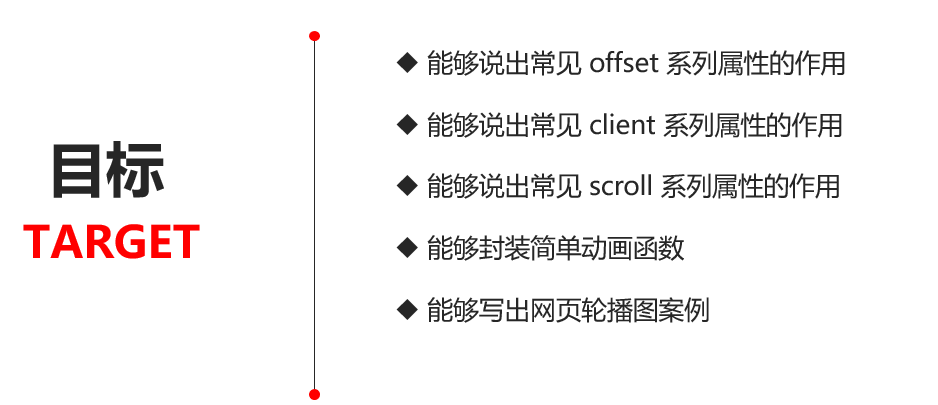 目标
TARGET
◆ 能够说出常见 offset 系列属性的作用
◆ 能够说出常见 client 系列属性的作用
◆ 能够说出常见 scroll 系列属性的作用
◆ 能够封装简单动画函数
◆ 能够写出网页轮播图案例